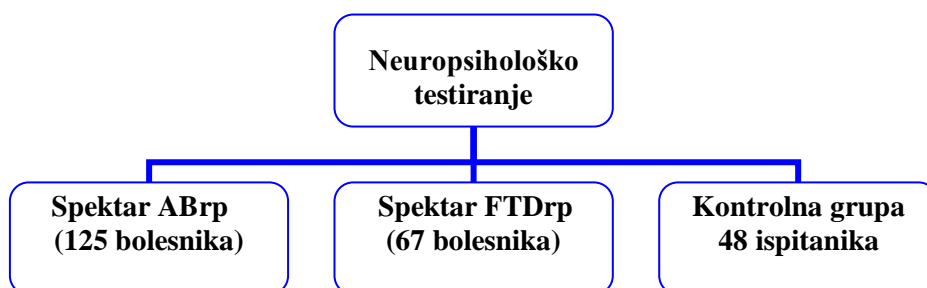 Neuropsihološko
testiranje
Spektar ABrp
(125 bolesnika)
Spektar FTDrp
(67 bolesnika)
Kontrolna grupa
48 ispitanika